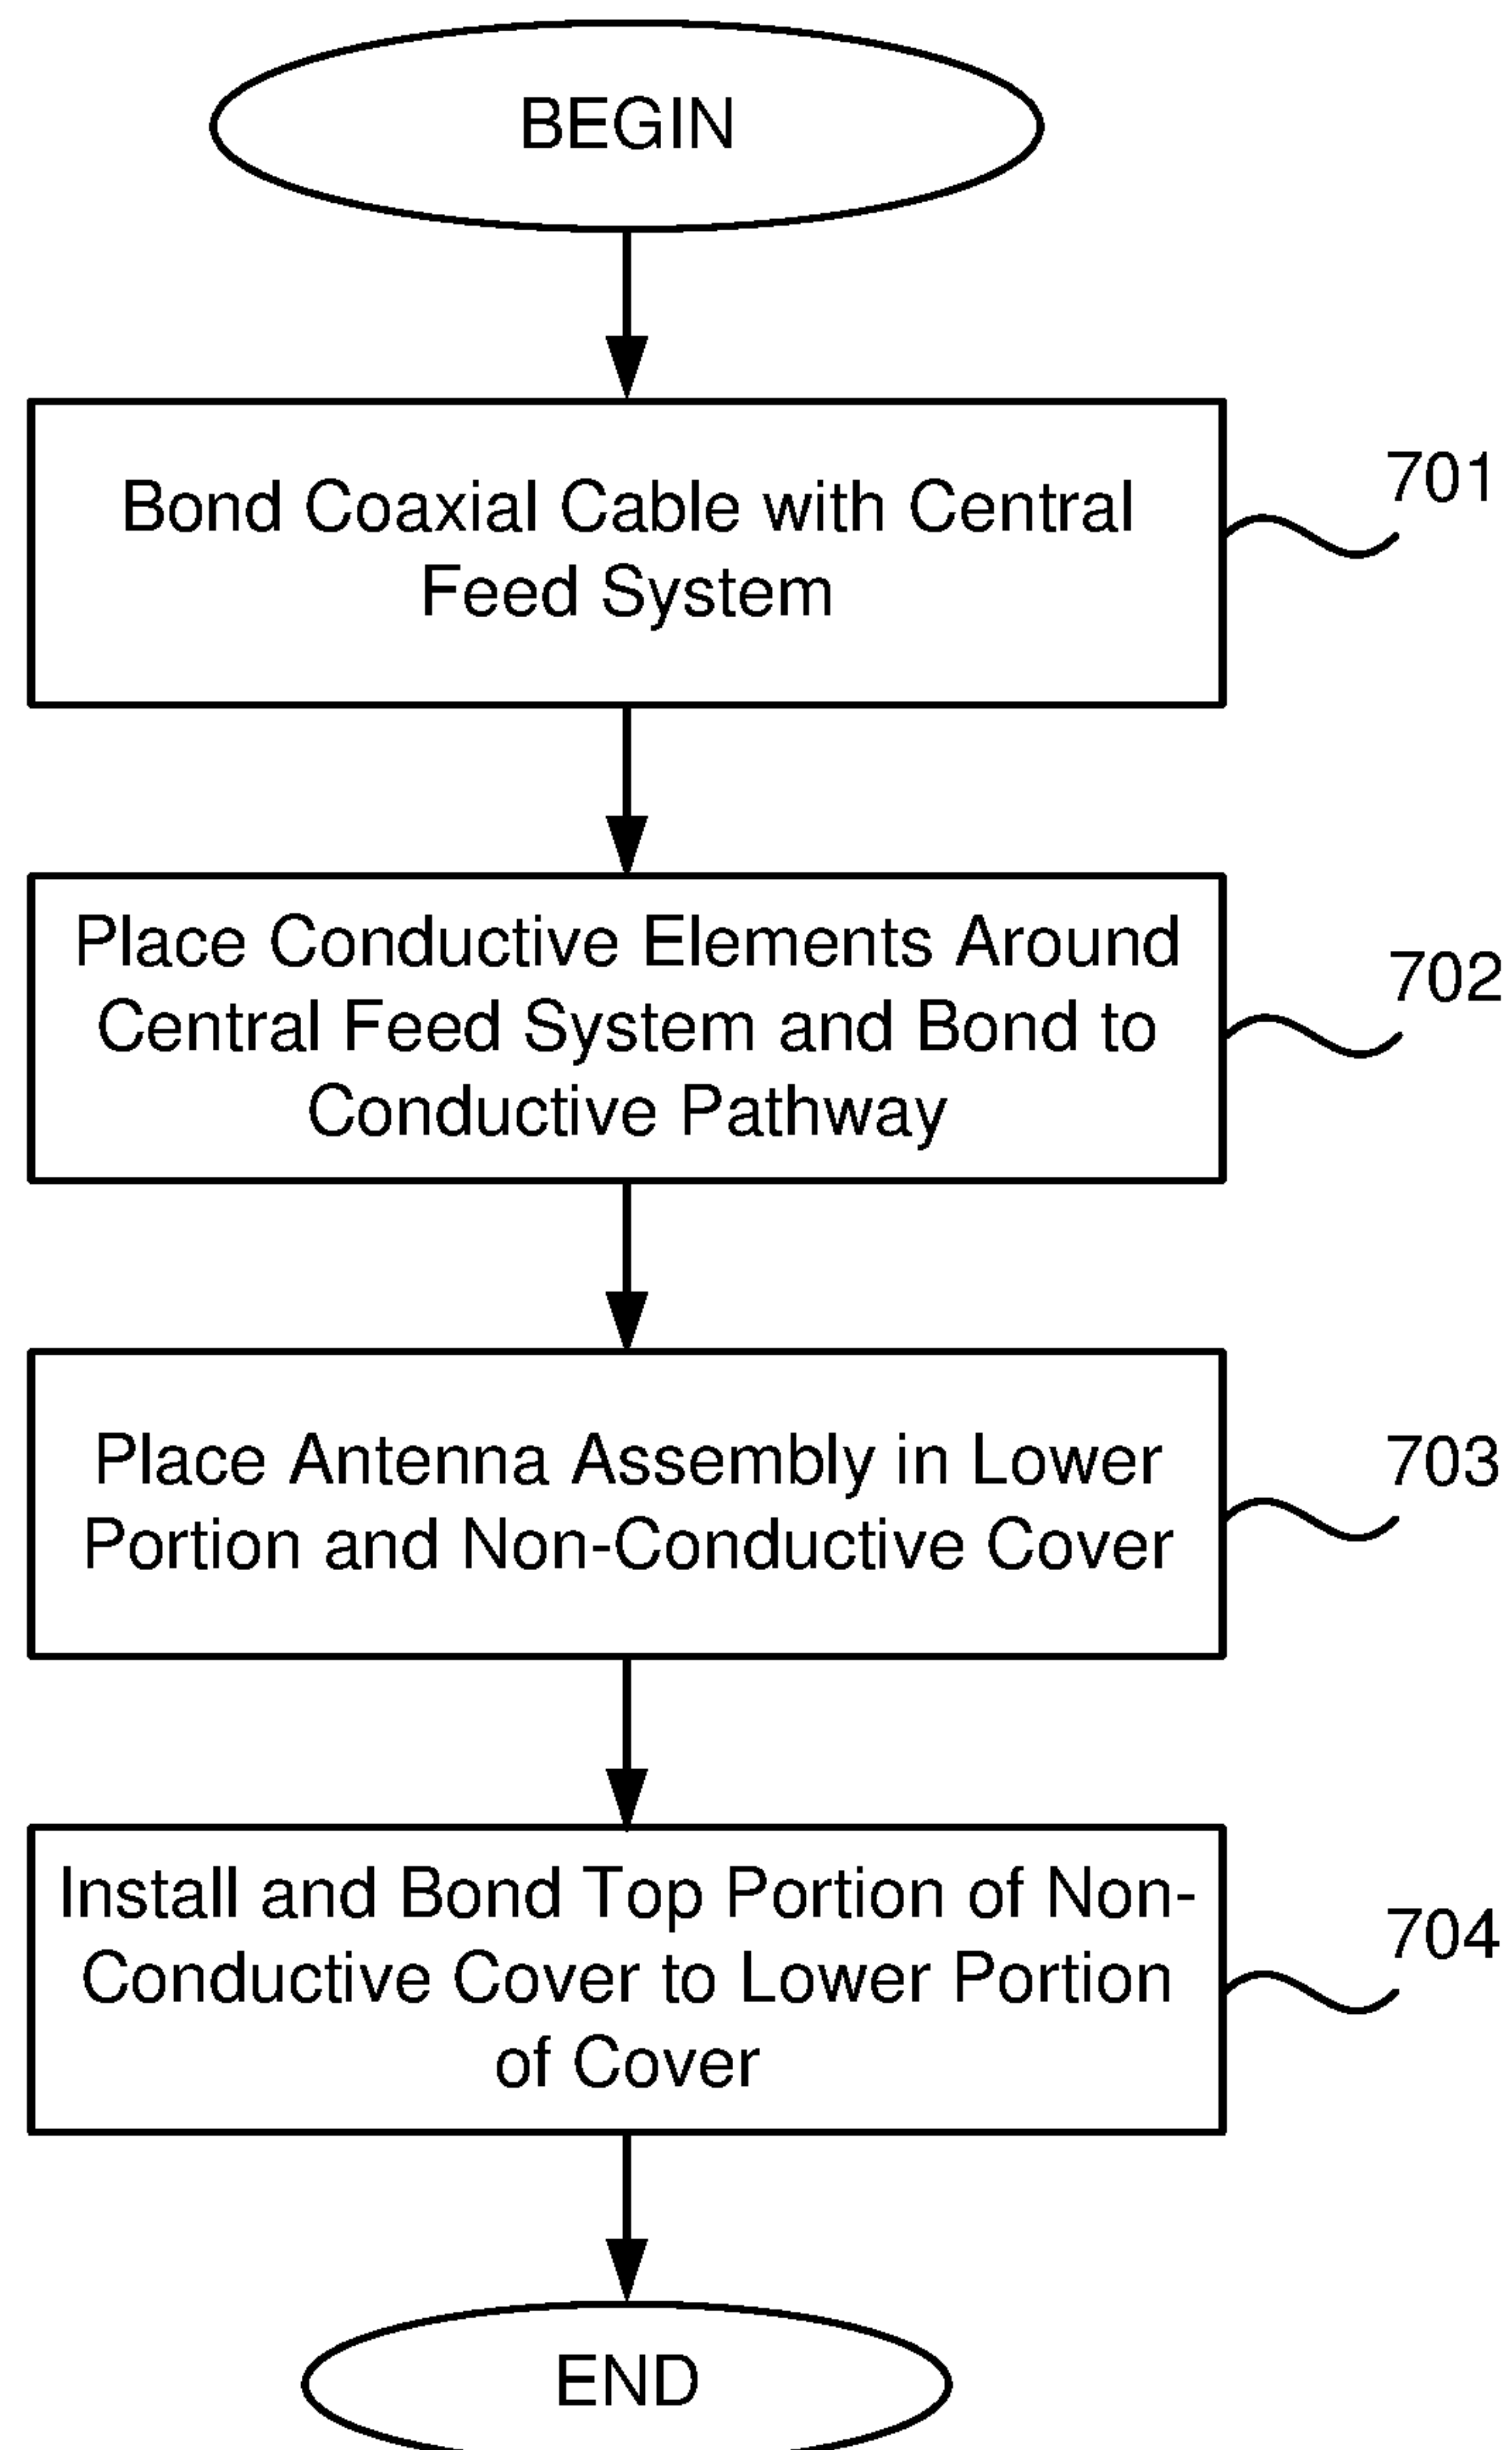 BEGIN
Bond Coaxial Cable with Central
Feed System
701
Place Conductive Elements Around
Central Feed System and Bond to
Conductive Pathway
702
Place Antenna Assembly in Lower
Portion and Non-Conductive Cover
703
Install and Bond Top Portion of Non-
Conductive Cover to Lower Portion
of Cover
704
END